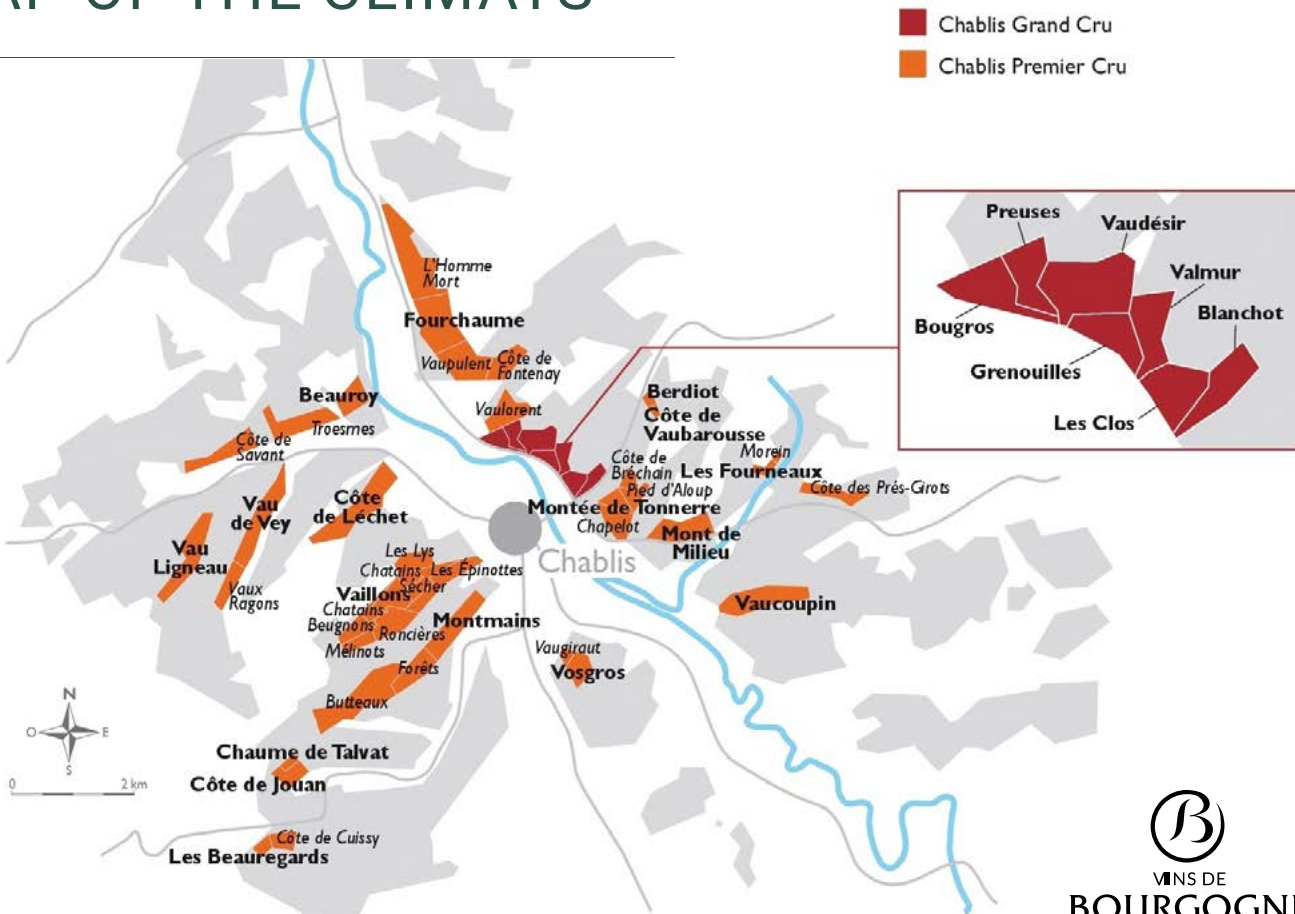 MAP OF THE CLIMATS
Chablis Grand Cru
Chablis Premier Cru
Preuses
Vaudésir
Valmur
Blanchot
Bougros
Grenouilles
Les Clos
L'Homme
Mort
Fourchaume
Vaupulent
Côte de
Fontenay
Vaulorent
Beauroy
Troesmes
Côte de
Savant
Berdiot
Côte de
Vaubarousse
Morein
Côte de
Bréchain
Les Fourneaux
Pied d'Aloup
Côte des Prés-Girots
Montée de Tonnerre
Chapelot
Mont de
Milieu
Vau
de Vey
Côte
de Léchet
Vau
Ligneau
Vaux
Ragons
Chablis
Les Lys
Chatains
Les Épinottes
Sécher
Vaillons
Chatains
Beugnons
Roncières
Mélinots
Montmains
Forêts
Butteaux
Vaucoupin
Vaugiraut
Vosgros
Chaume de Talvat
Côte de Jouan
Côte de Cuissy
Les Beauregards
N
O
E
S
0
2 km
B
VINS DE
BOURGOGNE